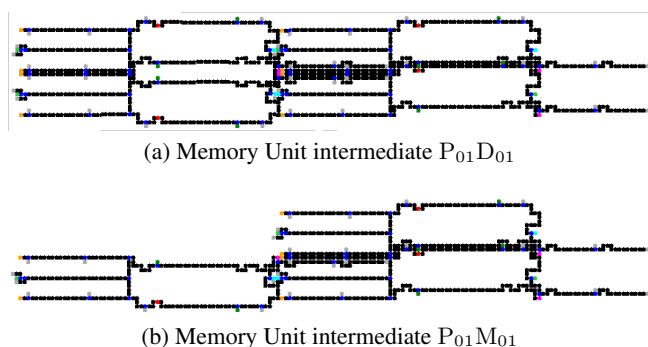 (a) Memory Unit intermediate P₀₁D₀₁
(b) Memory Unit intermediate P₀₁M₀₁